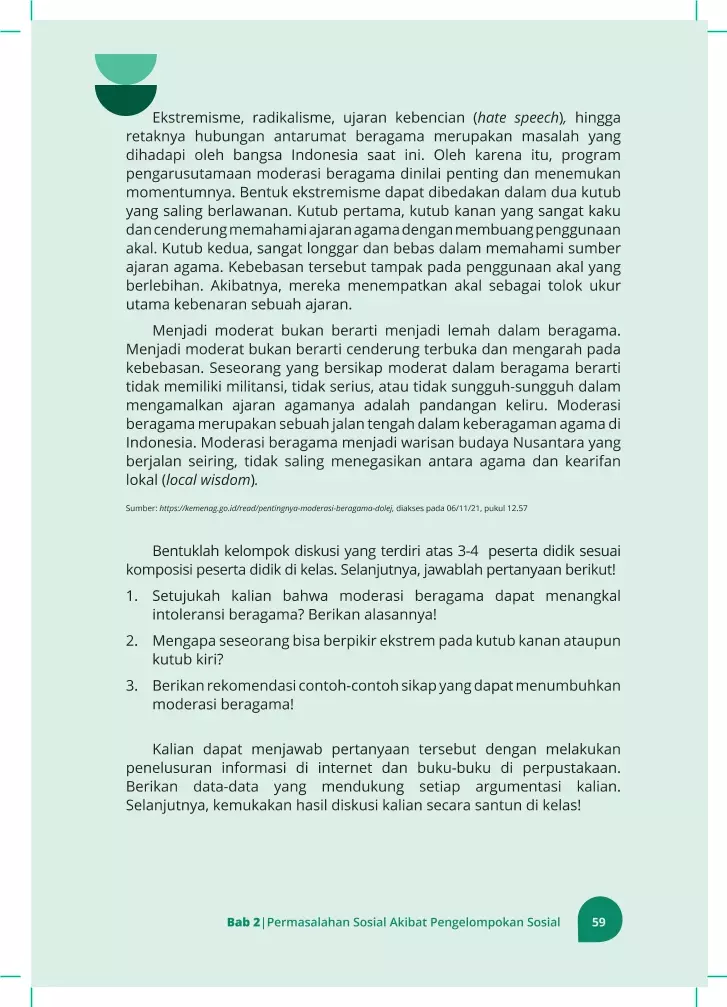 Ekstremisme, radikalisme, ujaran kebencian (hate speech), hingga
retaknya hubungan antarumat beragama merupakan masalah yang
dihadapi oleh bangsa Indonesia saat ini. Oleh karena itu, program
pengarusutamaan moderasi beragama dinilai penting dan menemukan
momentumnya. Bentuk ekstremisme dapat dibedakan dalam dua kutub
yang saling berlawanan. Kutub pertama, kutub kanan yang sangat kaku
dan cenderung memahami ajaran agama dengan membuang penggunaan
akal. Kutub kedua, sangat longgar dan bebas dalam memahami sumber
ajaran agama. Kebebasan tersebut tampak pada penggunaan akal yang
berlebihan. Akibatnya, mereka menempatkan akal sebagai tolok ukur
utama kebenaran sebuah ajaran.
Menjadi moderat bukan berarti menjadi lemah dalam beragama.
Menjadi moderat bukan berarti cenderung terbuka dan mengarah pada
kebebasan. Seseorang yang bersikap moderat dalam beragama berarti
tidak memiliki militansi, tidak serius, atau tidak sungguh-sungguh dalam
mengamalkan ajaran agamanya adalah pandangan keliru. Moderasi
beragama merupakan sebuah jalan tengah dalam keberagaman agama di
Indonesia. Moderasi beragama menjadi warisan budaya Nusantara yang
berjalan seiring, tidak saling menegasikan antara agama dan kearifan
lokal (local wisdom).
Sumber: https://kemenag.go.id/read/pentingnya-moderasi-beragama-dolej, diakses pada 06/11/21, pukul 12.57
Bentuklah kelompok diskusi yang terdiri atas 3-4 peserta didik sesuai
komposisi peserta didik di kelas. Selanjutnya, jawablah pertanyaan berikut!
1. Setujukah kalian bahwa moderasi beragama dapat menangkal
intoleransi beragama? Berikan alasannya!
2. Mengapa seseorang bisa berpikir ekstrem pada kutub kanan ataupun
kutub kiri?
3. Berikan rekomendasi contoh-contoh sikap yang dapat menumbuhkan
moderasi beragama!
Kalian dapat menjawab pertanyaan tersebut dengan melakukan
penelusuran informasi di internet dan buku-buku di perpustakaan.
Berikan data-data yang mendukung setiap argumentasi kalian.
Selanjutnya, kemukakan hasil diskusi kalian secara santun di kelas!
Bab 2|Permasalahan Sosial Akibat Pengelompokan Sosial 59